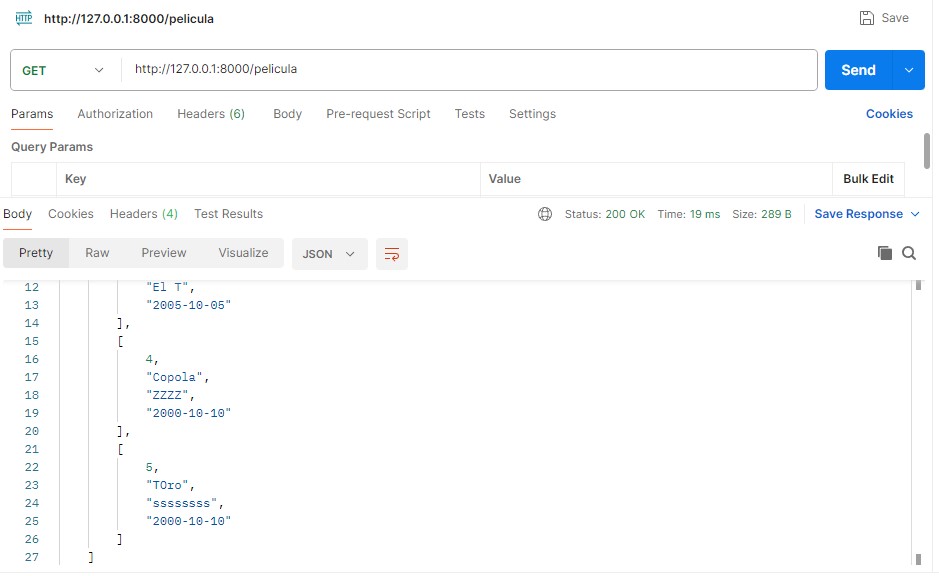 HTTP http://127.0.0.1:8000/pelicula Save
GET http://127.0.0.1:8000/pelicula Send
Params Authorization Headers (6) Body Pre-request Script Tests Settings Cookies
Query Params
Key Value Bulk Edit
Body Cookies Headers (4) Test Results Status: 200 OK Time: 19 ms Size: 289 B Save Response
Pretty Raw Preview Visualize JSON
12 "El T",
13 "2005-10-05"
14 ],
15 [
16 4,
17 "Copola",
18 "ZZZZ",
19 "2000-10-10"
20 ],
21 [
22 5,
23 "TOro",
24 "ssssssss",
25 "2000-10-10"
26 ]
27 ]